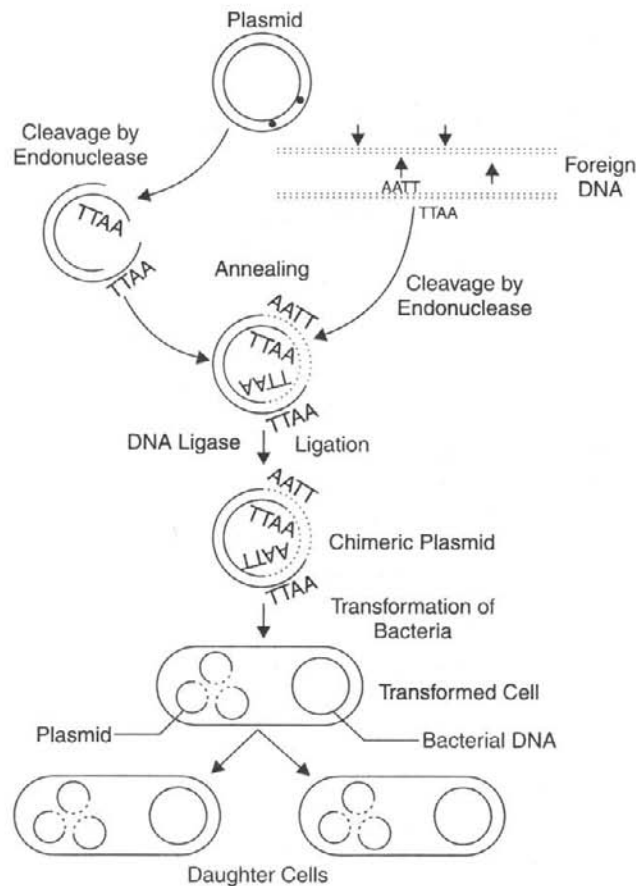 Plasmid
Cleavage by
Endonuclease
Foreign
DNA
AATT
TTAA
TTAA
TTAA
Annealing
Cleavage by
Endonuclease
AATT
TTAA
TTAA
TTAA
DNA Ligase
Ligation
AATT
TTAA
AATT
TTAA
Chimeric Plasmid
Transformation of
Bacteria
Transformed Cell
Plasmid
Bacterial DNA
Daughter Cells